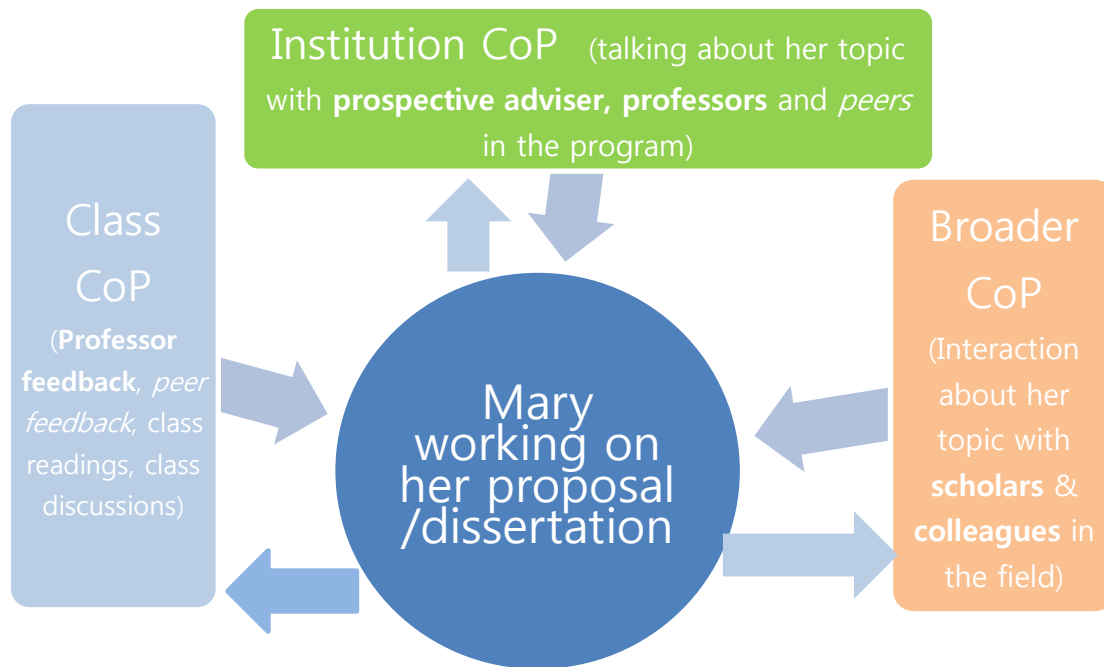 Institution CoP (talking about her topic
with prospective adviser, professors and peers
in the program)
Class
CoP
(Professor
feedback, peer
feedback, class
readings, class
discussions)
Mary
working on
her proposal
/dissertation
Broader
CoP
(Interaction
about her
topic with
scholars &
colleagues in
the field)